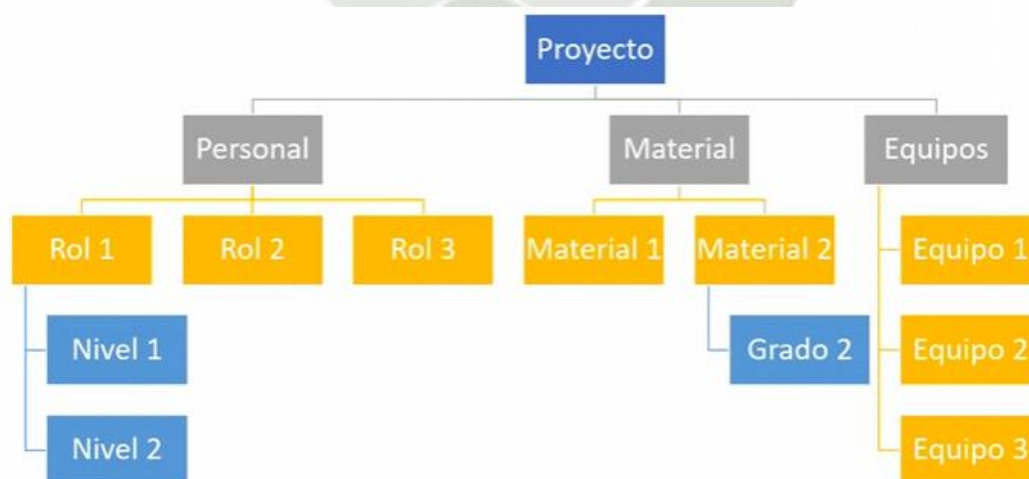 Proyecto
Personal
Material
Equipos
Rol 1
Rol 2
Rol 3
Material 1
Material 2
Equipo 1
Nivel 1
Grado 2
Equipo 2
Nivel 2
Equipo 3